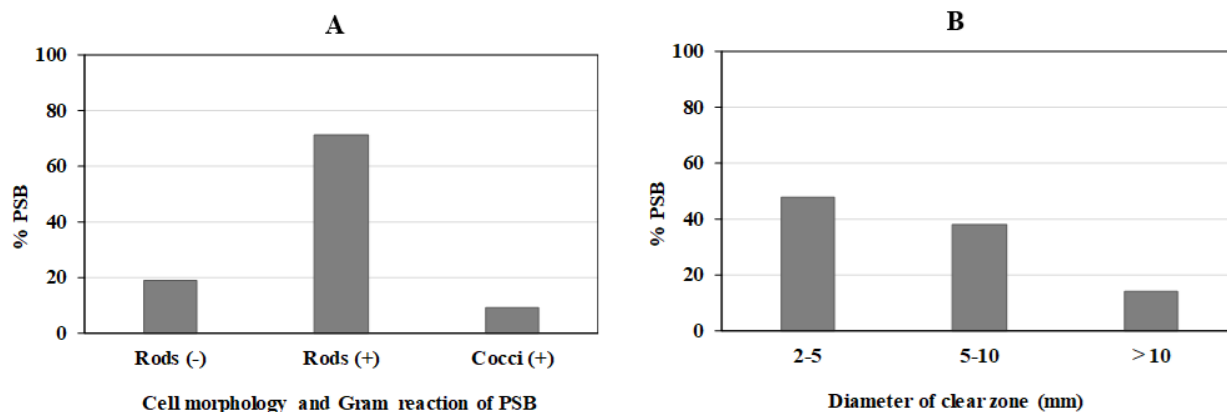 A
100
80
60
40
20
0
% PSB
Rods (-) Rods (+) Cocci (+)
Cell morphology and Gram reaction of PSB
B
100
80
60
40
20
0
% PSB
2-5 5-10 > 10
Diameter of clear zone (mm)